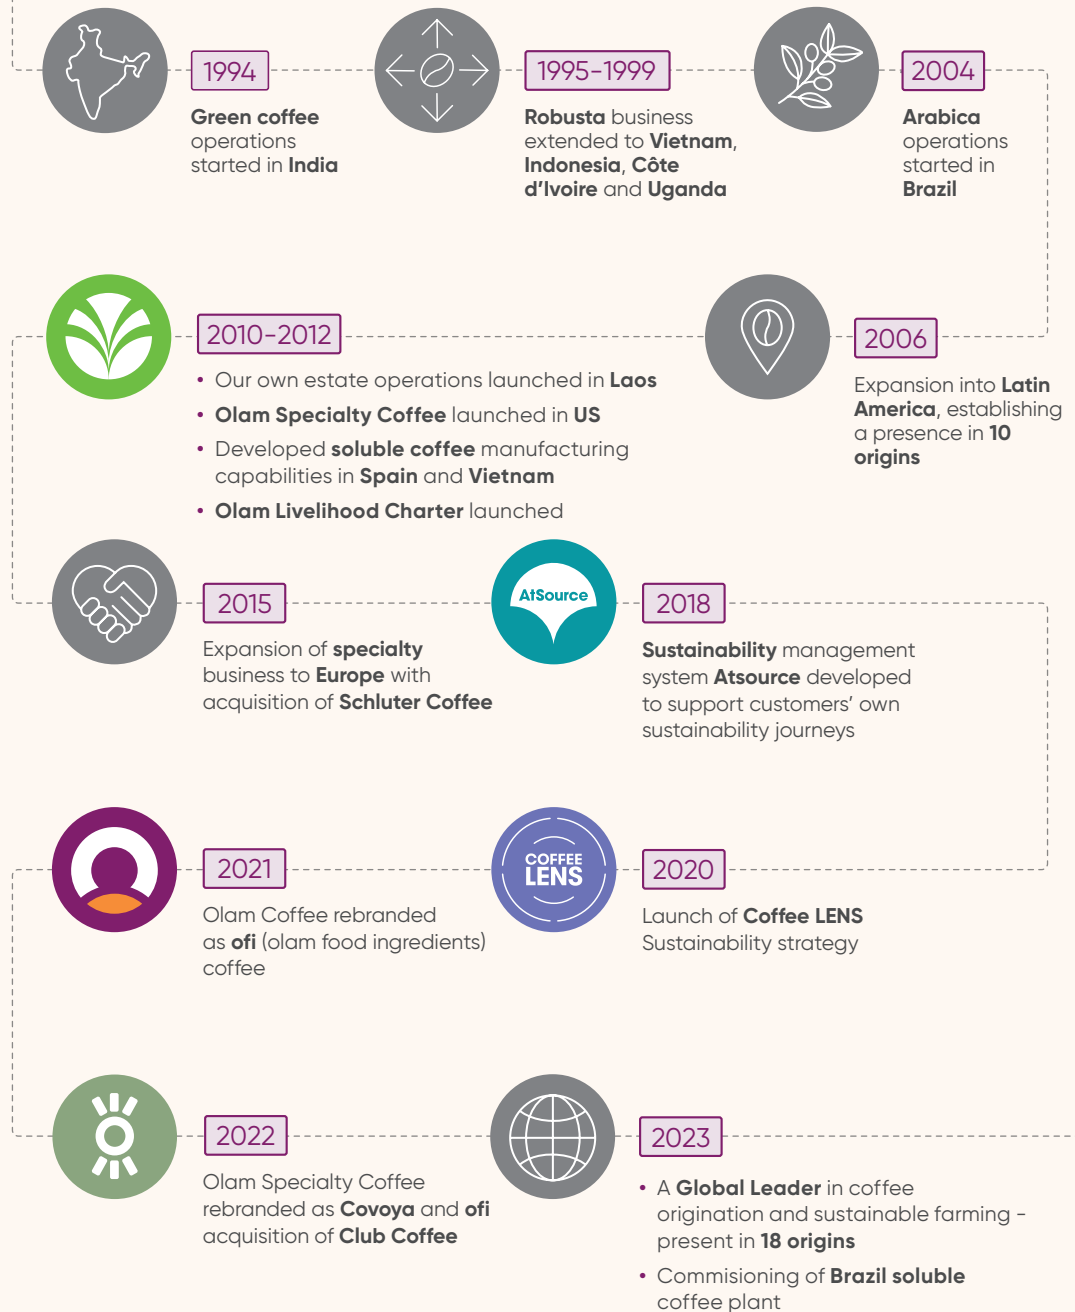 1994
Green coffee
operations
started in India
1995-1999
Robusta business
extended to Vietnam,
Indonesia, Côte
d'Ivoire and Uganda
2004
Arabica
operations
started in
Brazil
2006
Expansion into Latin
America, establishing
a presence in 10
origins
2010-2012
• Our own estate operations launched in Laos
• Olam Specialty Coffee launched in US
• Developed soluble coffee manufacturing
capabilities in Spain and Vietnam
• Olam Livelihood Charter launched
2015
Expansion of specialty
business to Europe with
acquisition of Schluter Coffee
AtSource
2018
Sustainability management
system Atsource developed
to support customers' own
sustainability journeys
COFFEE
LENS
2020
Launch of Coffee LENS
Sustainability strategy
2021
Olam Coffee rebranded
as ofi (olam food ingredients)
coffee
2022
Olam Specialty Coffee
rebranded as Covoya and ofi
acquisition of Club Coffee
2023
• A Global Leader in coffee
origination and sustainable farming -
present in 18 origins
• Commisioning of Brazil soluble
coffee plant